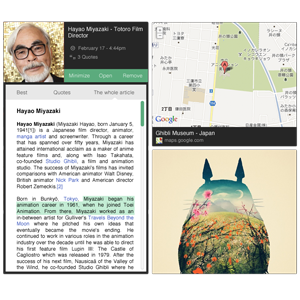 Hayao Miyazaki - Totoro Film
Director
February 17 - 4:44pm
3 Quotes
Minimize Open Remove
Best Quotes The whole article
Hayao Miyazaki
Hayao Miyazaki (Hayao Miyazaki, born January 5,
1941[1]) is a Japanese film director, animator,
manga artist and screenwriter. Through a career
that has spanned over fifty years, Miyazaki has
attained international acclaim as a maker of anime
feature films and, along with Isao Takahata,
co-founded Studio Ghibli, a film and animation
studio. The success of Miyazaki's films has invited
comparisons with American animator Walt Disney,
British animator Nick Park and American director
Robert Zemeckis [2]
Born in Bunkyō, Tokyo, Miyazaki began his
animation career in 1961, when he joined Toei
Animation. From there, Miyazaki worked as an
in-between artist for Gulliver's Travels Beyond the
Moon where he pitched his own ideas that
eventually became the movie's ending. He
continued to work in various roles in the animation
industry over the decade until he was able to direct
his first feature film Lupin III: The Castle of
Cagliostro which was released in 1979. After the
success of his next film, Nausicaä of the Valley of
the Wind, he co-founded Studio Ghibli where he
Google
Ghibli Museum - Japan
maps.google.com